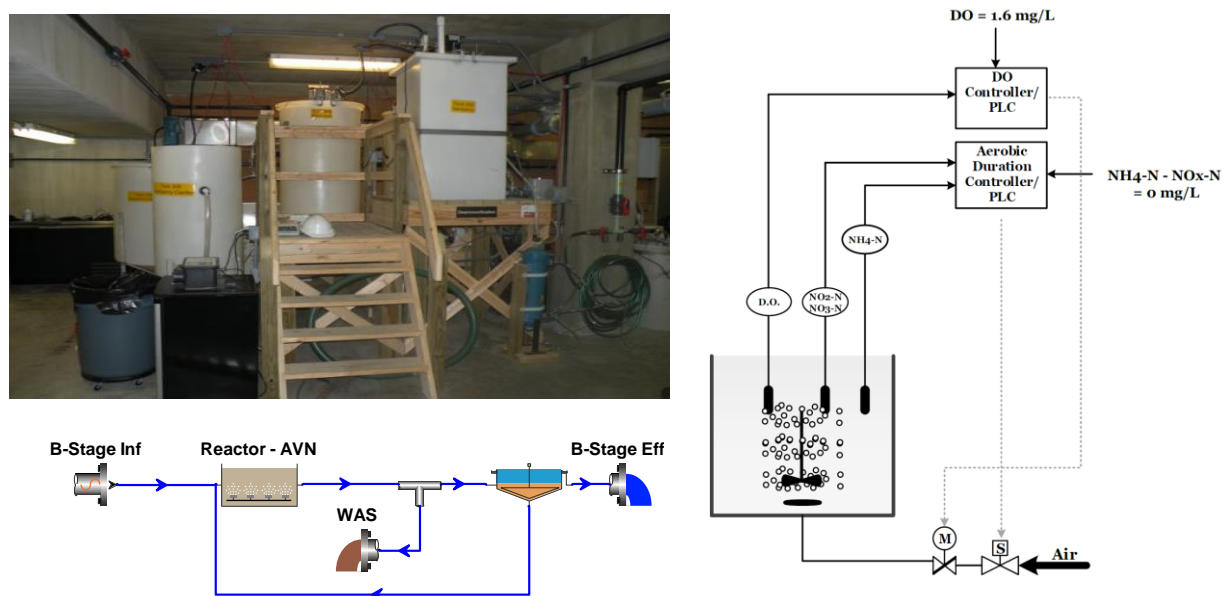 B-Stage Inf
Reactor - AVN
B-Stage Eff
WAS
DO = 1.6 mg/L
DO
Controller/
PLC
Aerobic
Duration
Controller/
PLC
NH4-N - NOx-N
= 0 mg/L
NH4-N
D.O.
NO2-N
NO3-N
M
S
Air